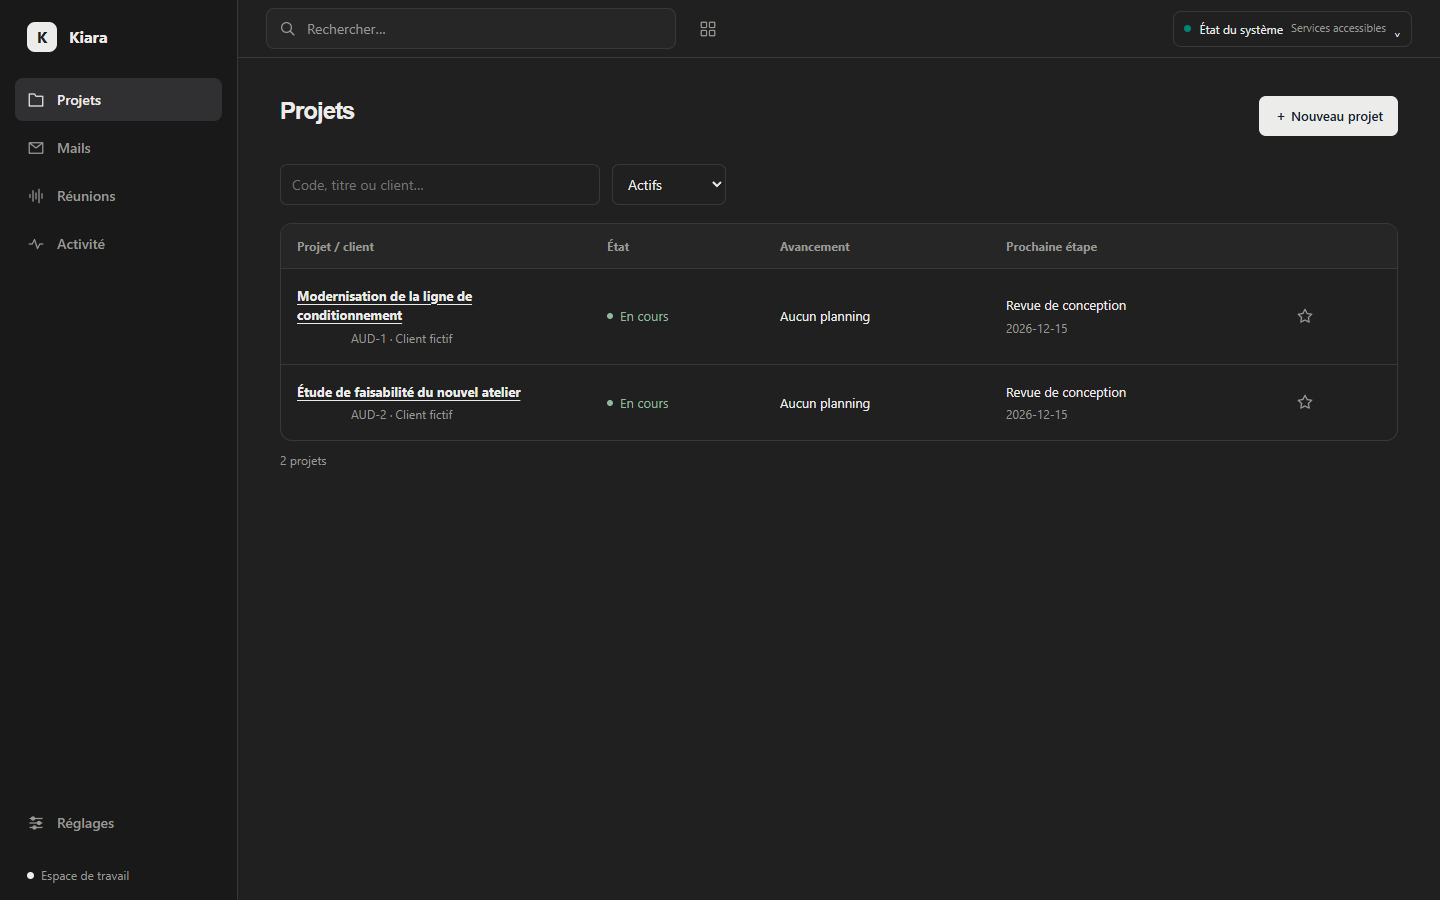 K Kiara
Rechercher...
État du système Services accessibles
Projets
Mails
Réunions
Activité
Réglages
Espace de travail
Projets
+ Nouveau projet
Code, titre ou client...
Actifs
Projet / client État Avancement Prochaine étape
Modernisation de la ligne de
conditionnement
AUD-1 · Client fictif
En cours
Aucun planning
Revue de conception
2026-12-15
Étude de faisabilité du nouvel atelier
AUD-2 · Client fictif
En cours
Aucun planning
Revue de conception
2026-12-15
2 projets